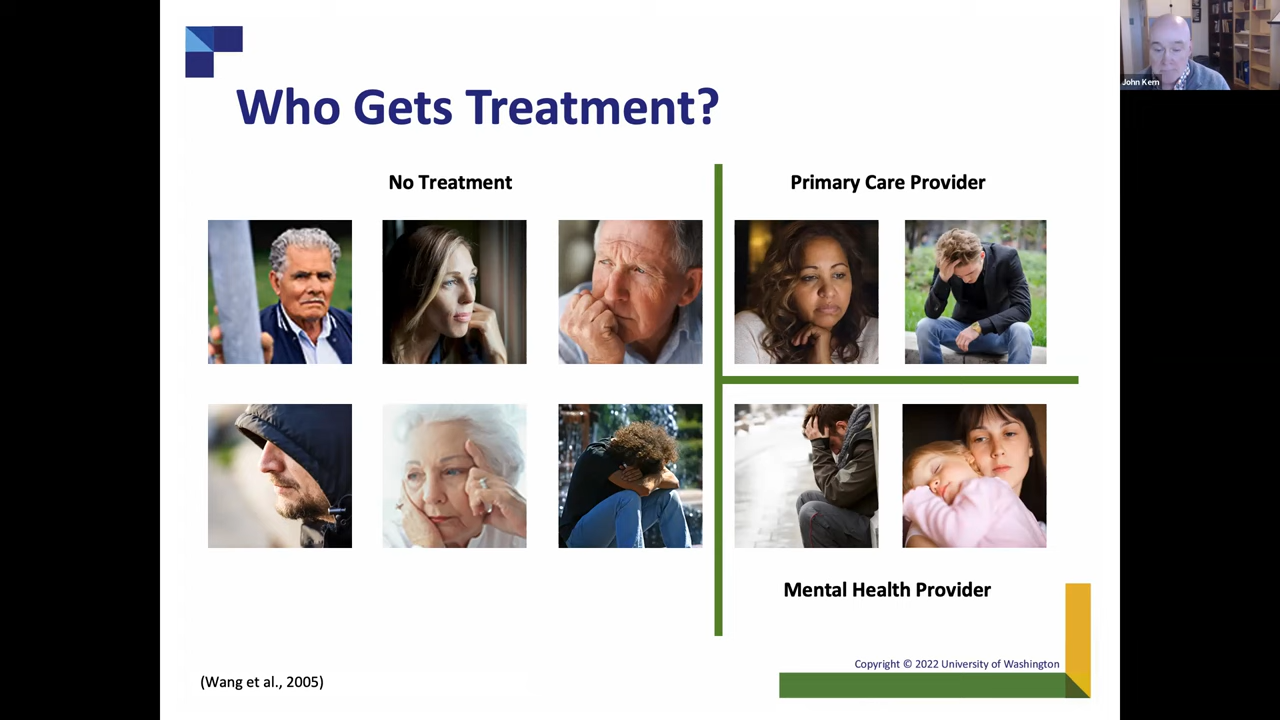 John Kern
Who Gets Treatment?
No Treatment
Primary Care Provider
Mental Health Provider
Copyright © 2022 University of Washington
(Wang et al., 2005)